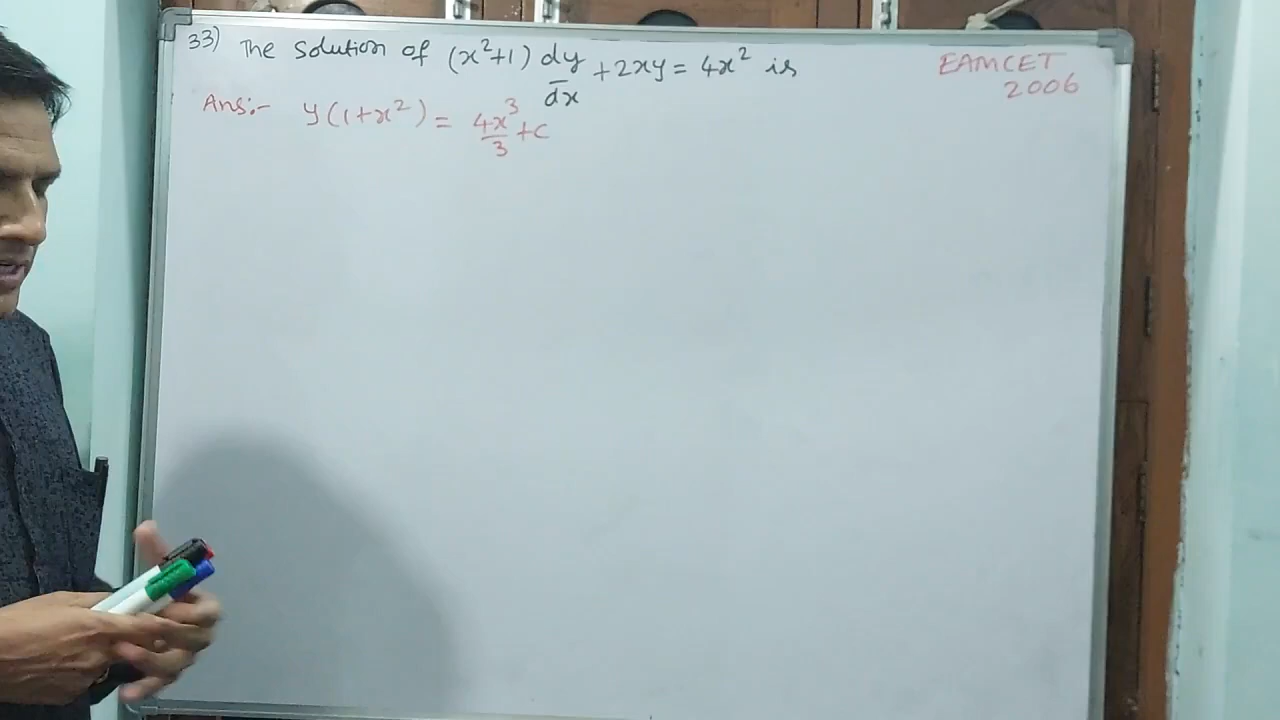 33) The solution of (x²+1) dy/dx + 2xy = 4x² is
EAMCET
2006
Ans:- y(1+x²) = 4x³/3 + c